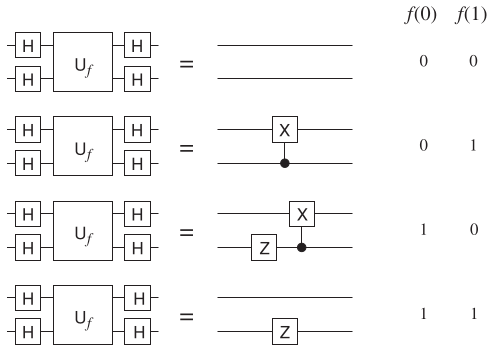 f(0) f(1)
H H
U_f = 0 0
H H
H H X
U_f = 0 1
H H
H H X
U_f = 1 0
H H Z
H H
U_f = 1 1
H H Z